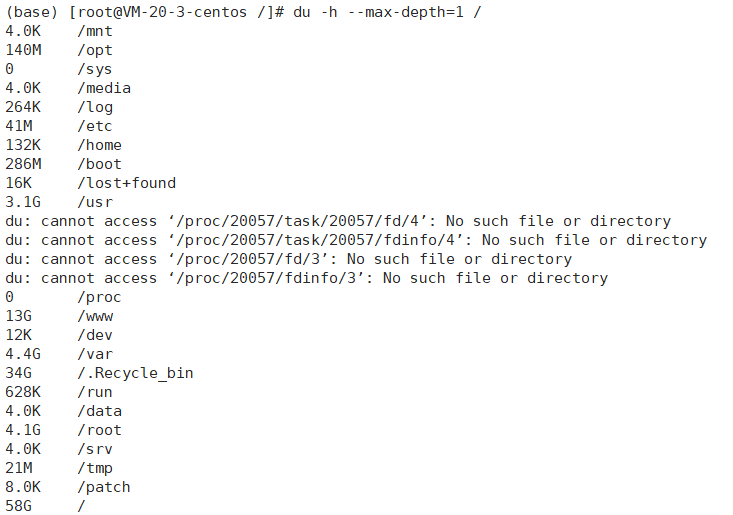 (base) [root@VM-20-3-centos /]# du -h --max-depth=1 /
4.0K    /mnt
140M    /opt
0       /sys
4.0K    /media
264K    /log
41M     /etc
132K    /home
286M    /boot
16K     /lost+found
3.1G    /usr
du: cannot access ‘/proc/20057/task/20057/fd/4’: No such file or directory
du: cannot access ‘/proc/20057/task/20057/fdinfo/4’: No such file or directory
du: cannot access ‘/proc/20057/fd/3’: No such file or directory
du: cannot access ‘/proc/20057/fdinfo/3’: No such file or directory
0       /proc
13G     /www
12K     /dev
4.4G    /var
34G     /.Recycle_bin
628K    /run
4.0K    /data
4.1G    /root
4.0K    /srv
21M     /tmp
8.0K    /patch
58G     /